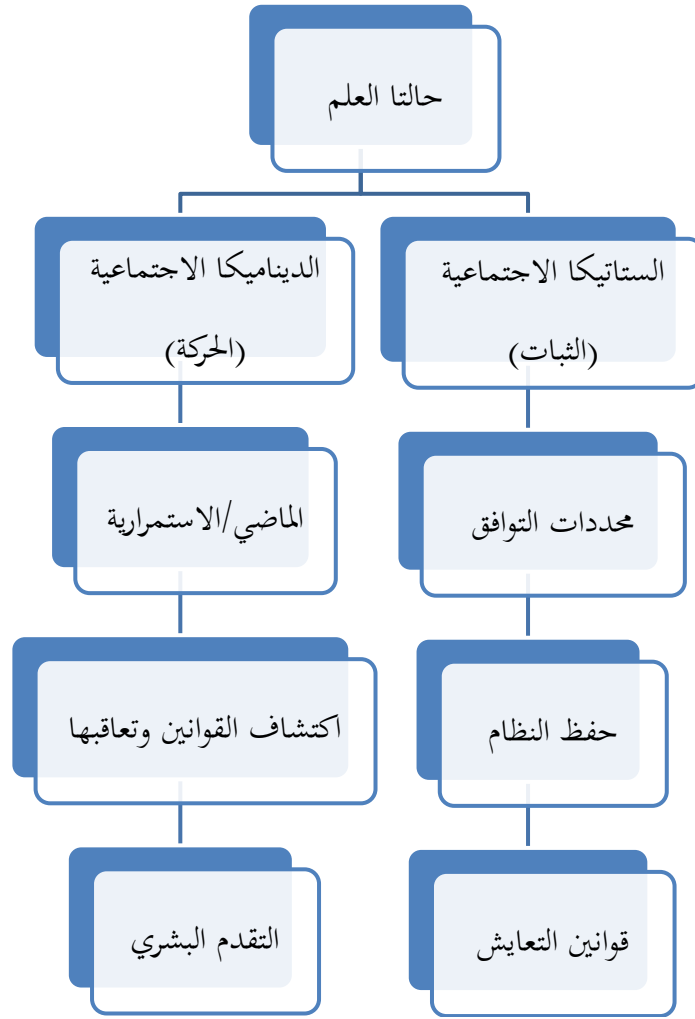 حالتا العلم
الستاتيكا الاجتماعية
(الثبات)
محددات التوافق
حفظ النظام
قوانين التعايش
الديناميكا الاجتماعية
(الحركة)
الماضي/الاستمرارية
اكتشاف القوانين وتعاقبها
التقدم البشري